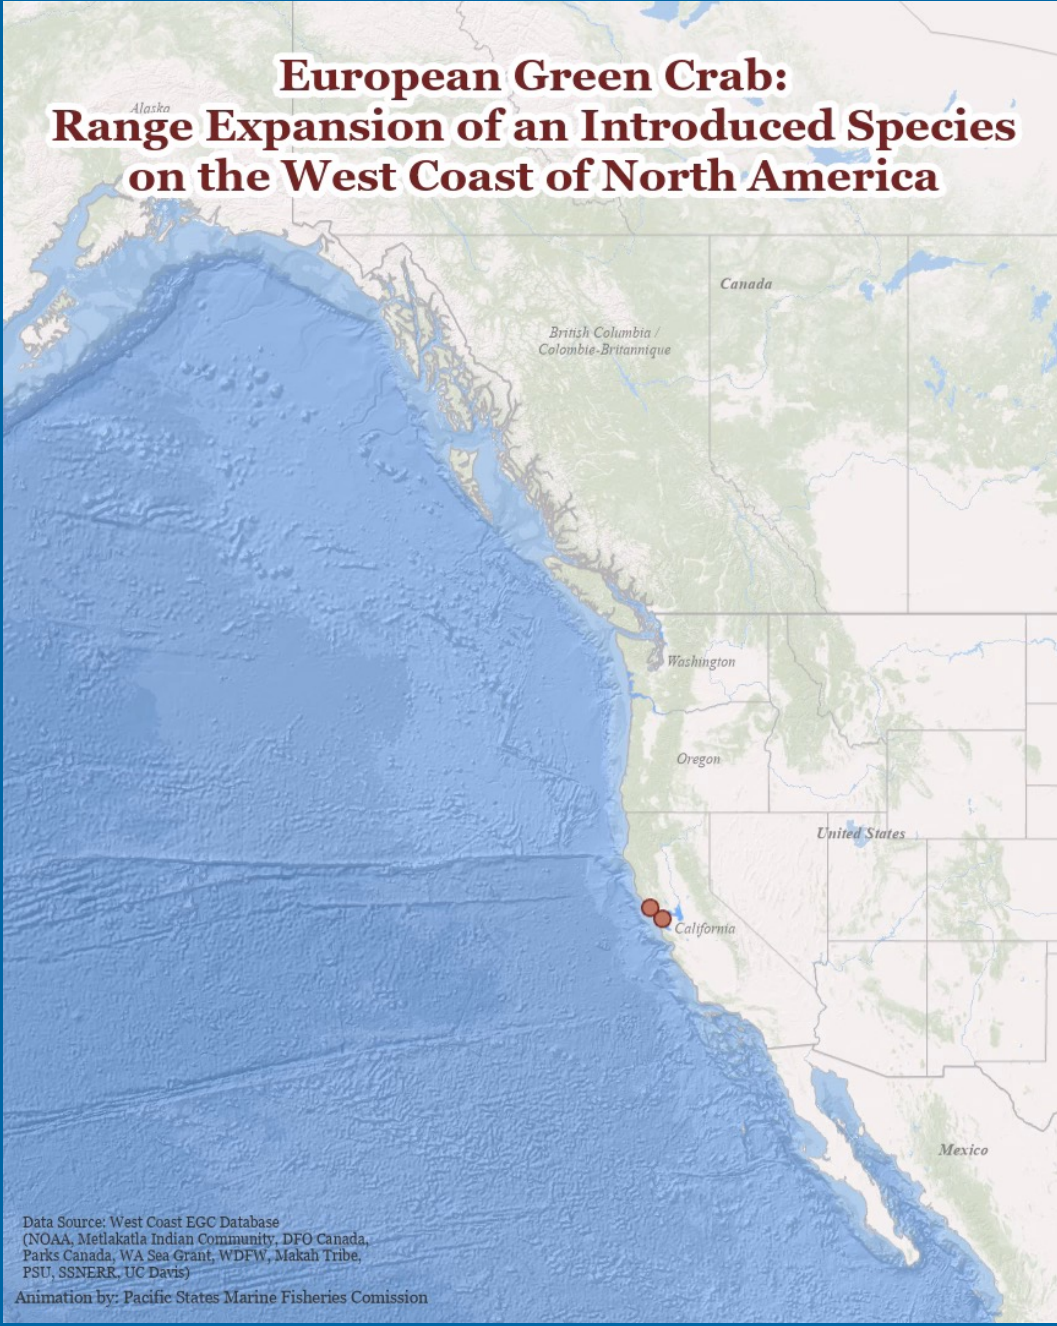 European Green Crab:
Range Expansion of an Introduced Species
on the West Coast of North America
Alaska
Canada
British Columbia /
Colombie-Britannique
Washington
Oregon
United States
California
Mexico
Data Source: West Coast EGC Database
(NOAA, Metlakatla Indian Community, DFO Canada,
Parks Canada, WA Sea Grant, WDFW, Makah Tribe,
PSU, SSNERR, UC Davis)
Animation by: Pacific States Marine Fisheries Comission